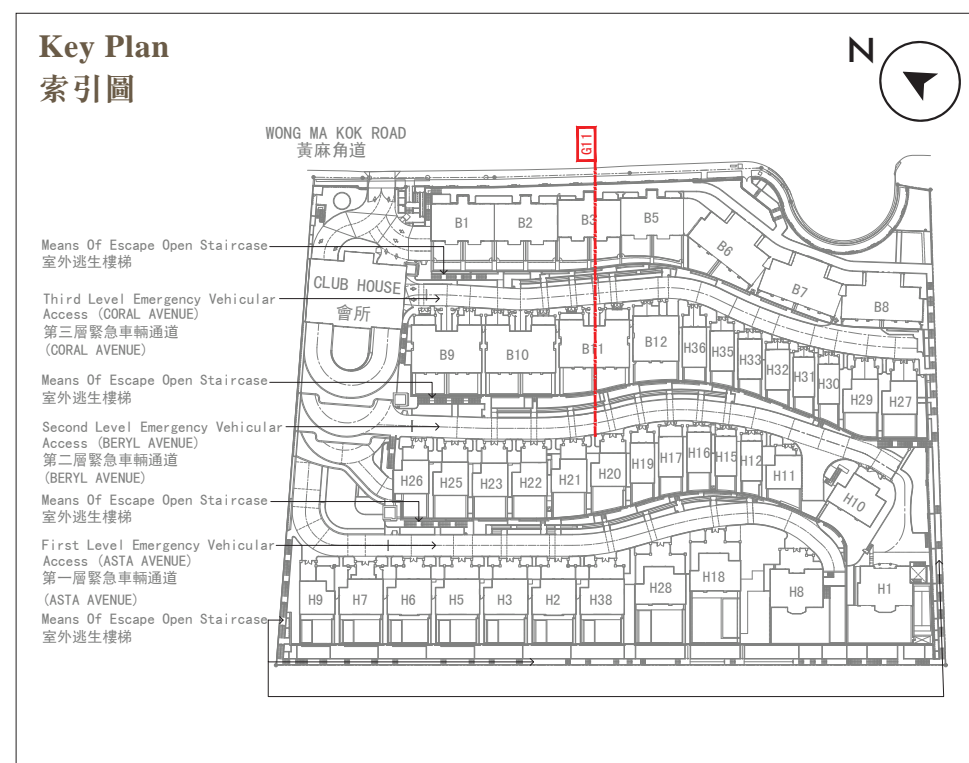 Key Plan
索引圖
N
WONG MA KOK ROAD
黃麻角道
G11
B1
B2
B3
B5
B6
B7
B8
Means Of Escape Open Staircase
室外逃生樓梯
CLUB HOUSE
會所
Third Level Emergency Vehicular
Access (CORAL AVENUE)
第三層緊急車輛通道
(CORAL AVENUE)
B9
B10
B11
B12
H36
H35
H33
H32
H31
H30
H29
H27
Means Of Escape Open Staircase
室外逃生樓梯
Second Level Emergency Vehicular
Access (BERYL AVENUE)
第二層緊急車輛通道
(BERYL AVENUE)
H26
H25
H23
H22
H21
H20
H19
H17
H16
H15
H12
H11
H10
Means Of Escape Open Staircase
室外逃生樓梯
First Level Emergency Vehicular
Access (ASTA AVENUE)
第一層緊急車輛通道
(ASTA AVENUE)
H9
H7
H6
H5
H3
H2
H38
H28
H18
H8
H1
Means Of Escape Open Staircase
室外逃生樓梯